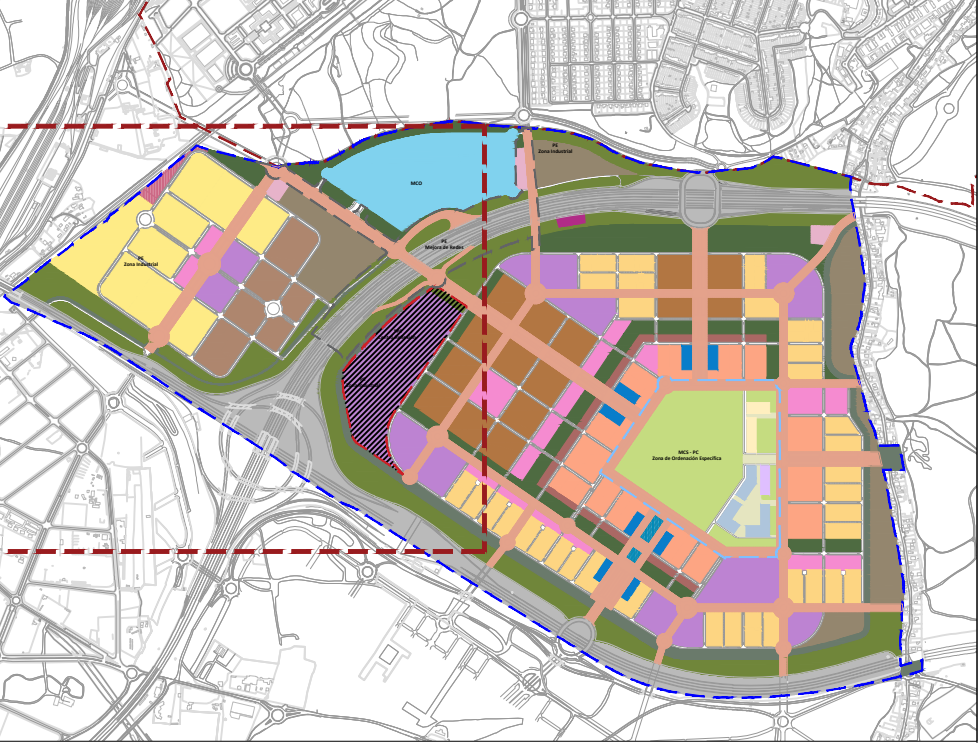 PE
Zona Industrial
MCO
PE
Mejora de Redes
PE
Zona Industrial
MCS - PC
Zona de Ordenación Específica